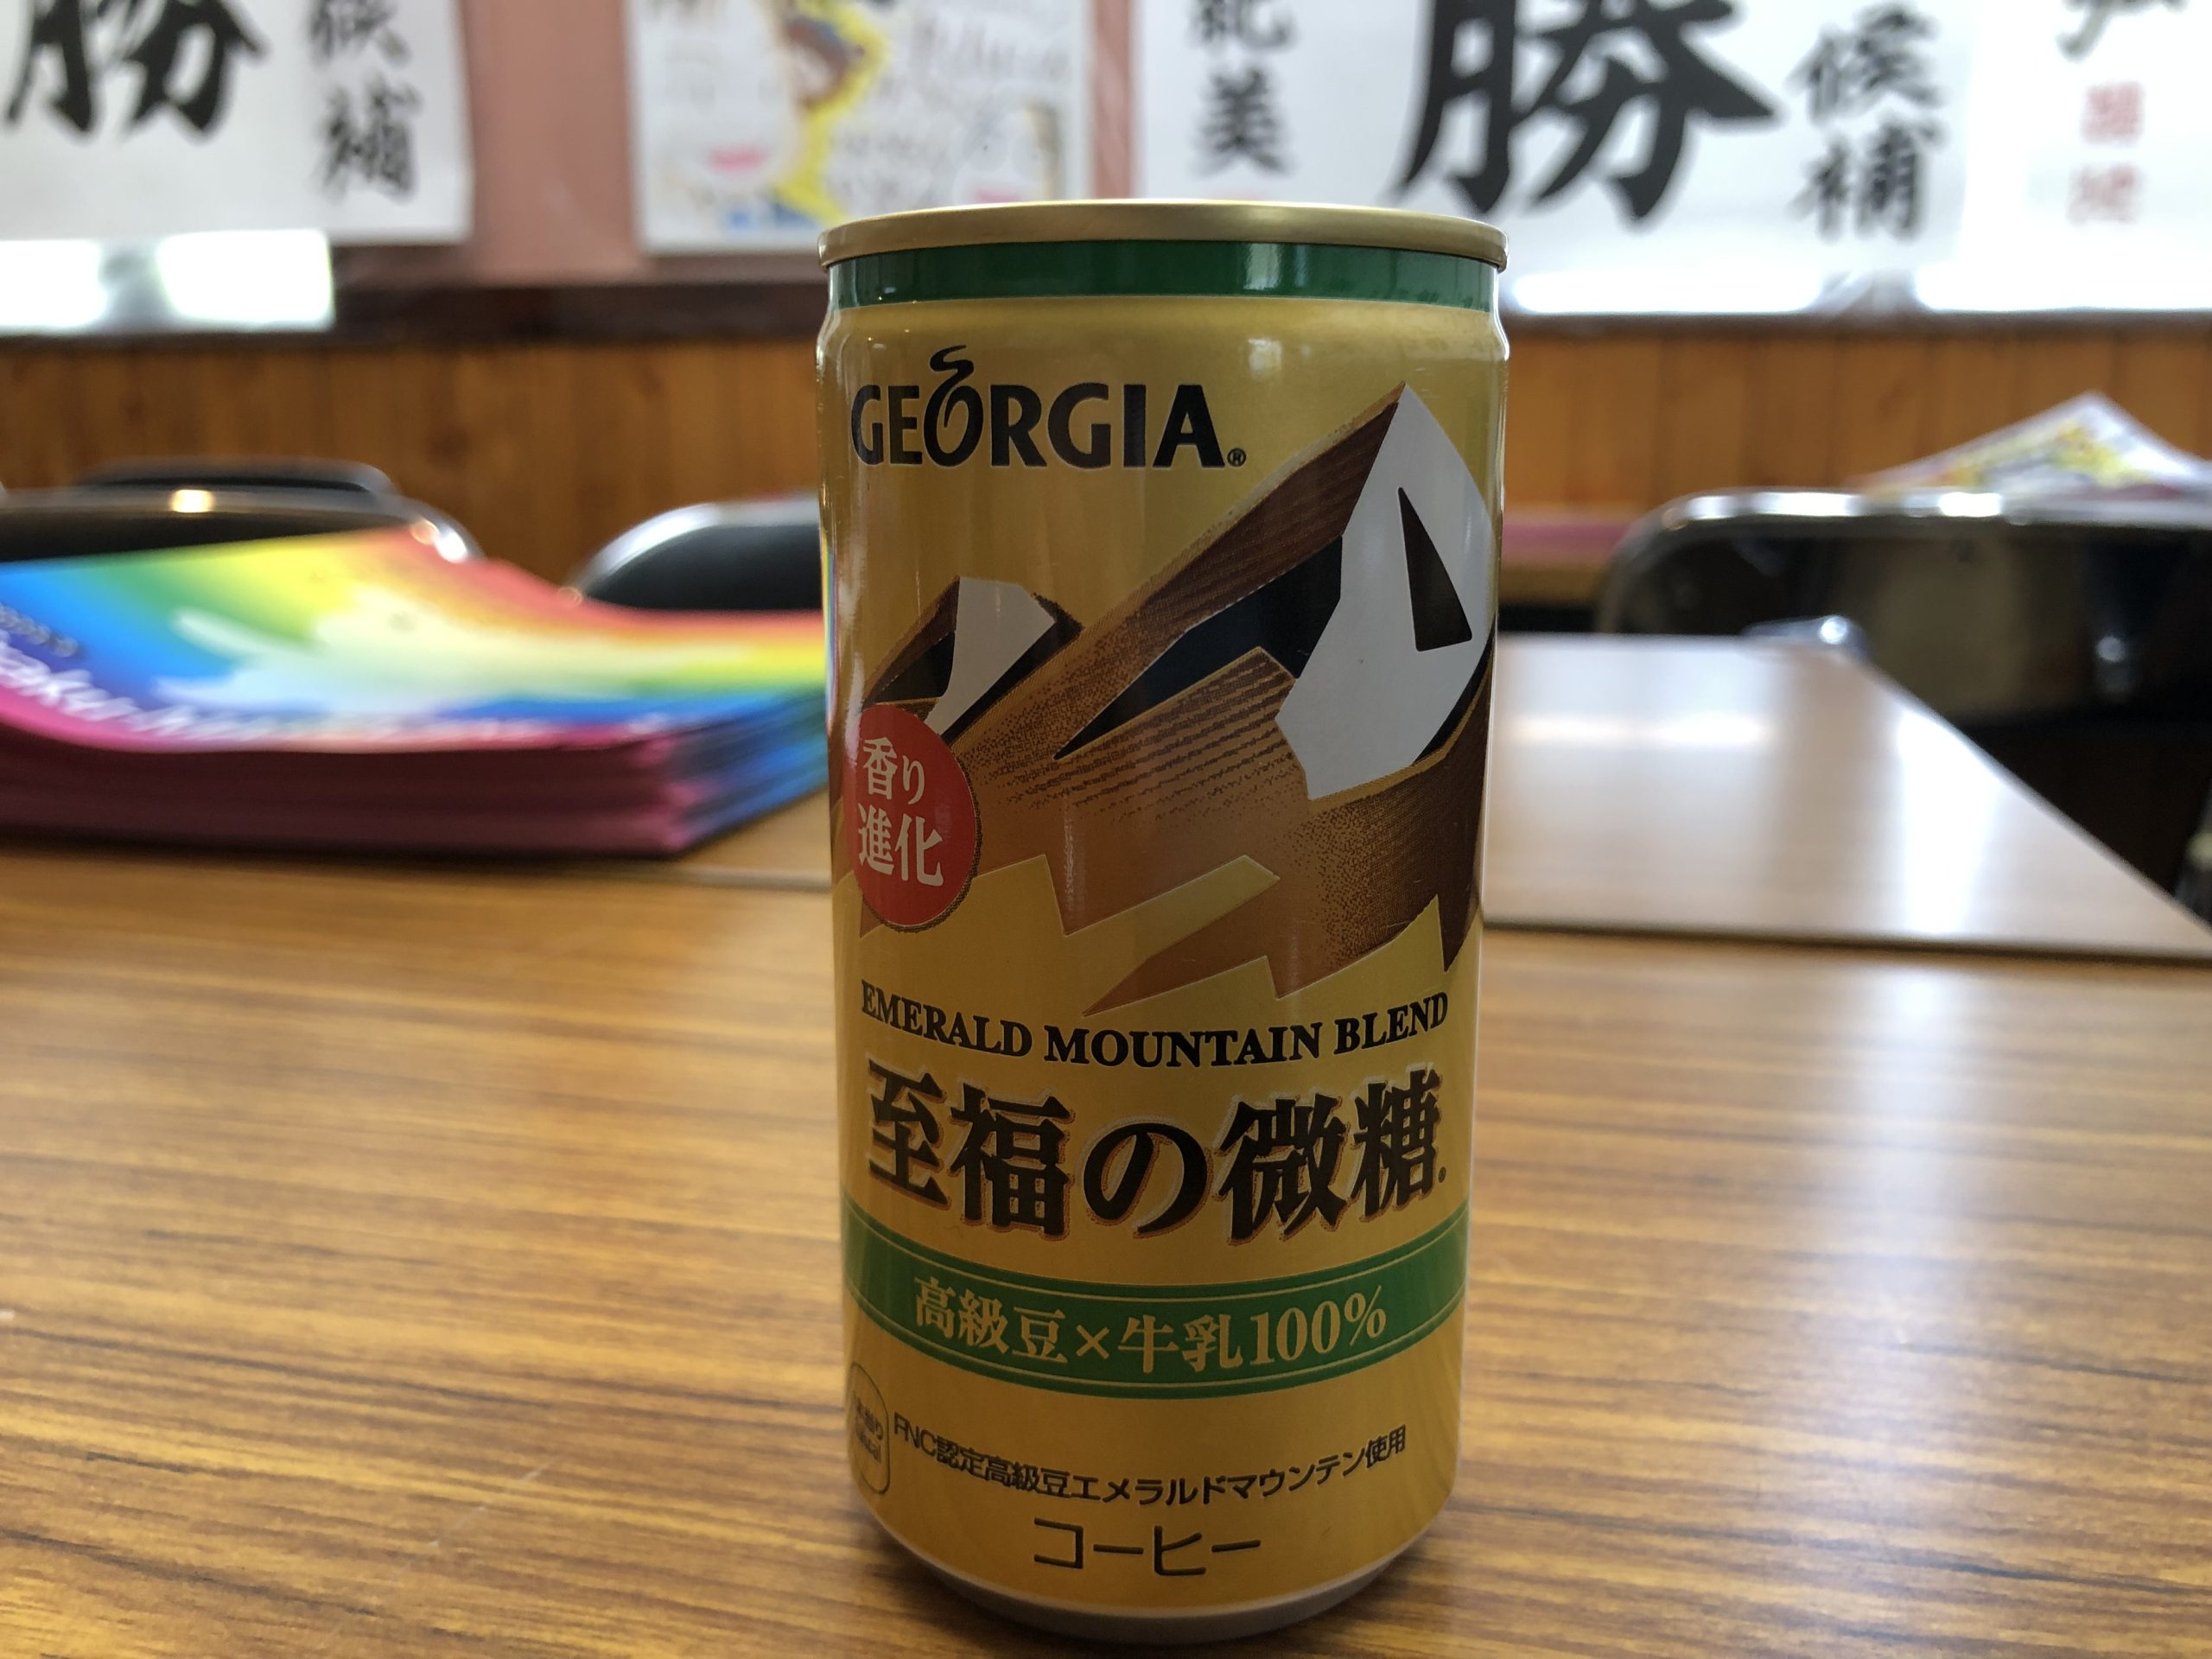 勝
候補
紀美
勝
候補
GEORGIA®
香り
進化
EMERALD MOUNTAIN BLEND
至福の微糖
高級豆×牛乳100%
FNC認定高級豆エメラルドマウンテン使用
コーヒー